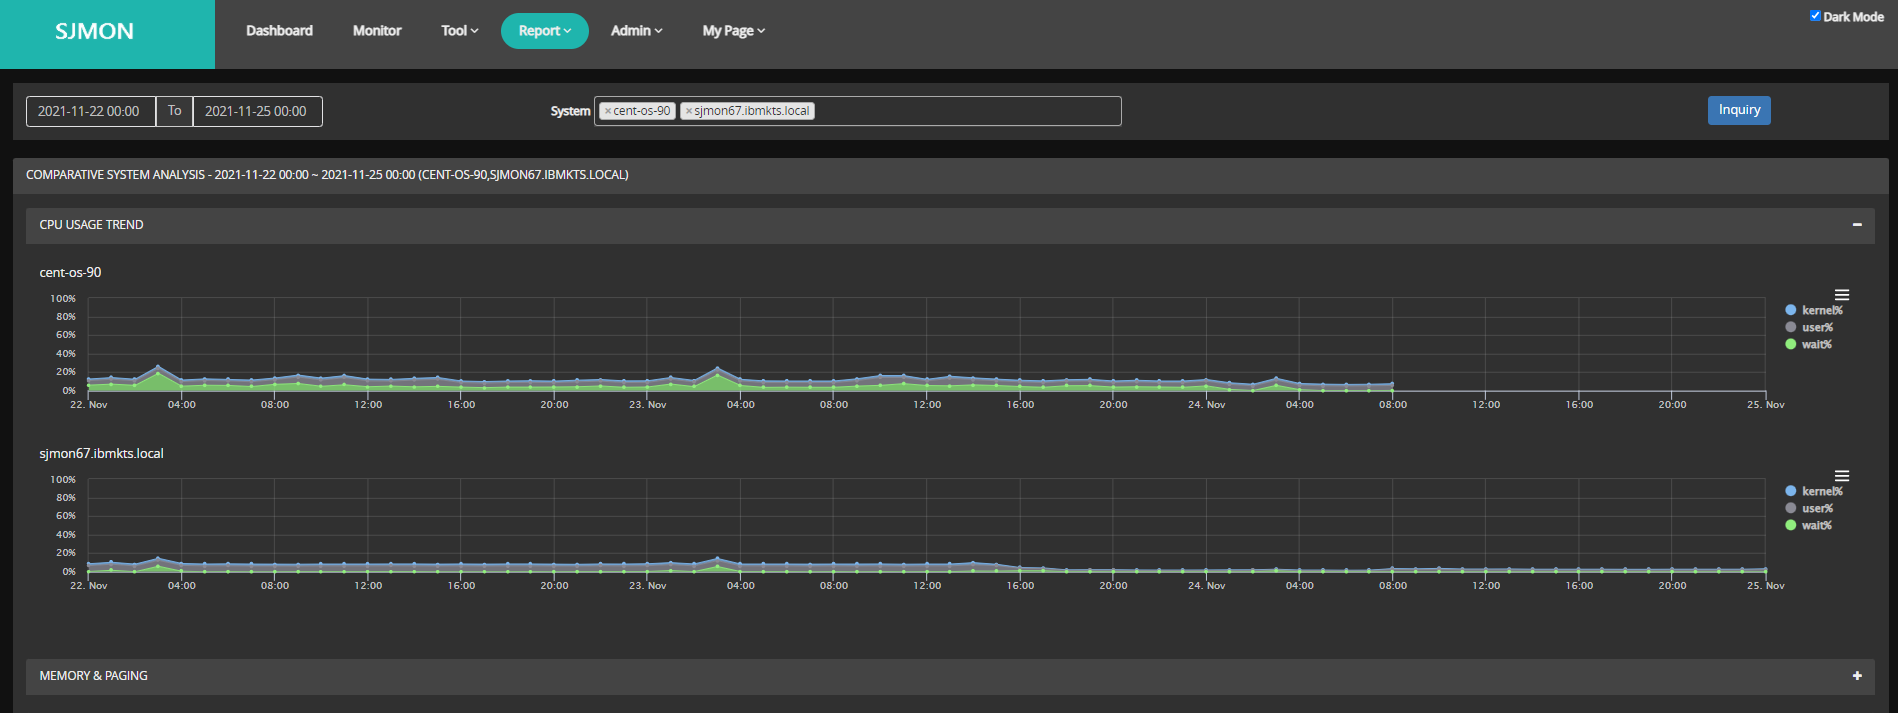 SJMON Dashboard Monitor Tool Report Admin My Page Dark Mode
2021-11-22 00:00 To 2021-11-25 00:00 System ×cent-os-90 ×sjmon67.ibmkts.local Inquiry
COMPARATIVE SYSTEM ANALYSIS - 2021-11-22 00:00 ~ 2021-11-25 00:00 (CENT-OS-90,SJMON67.IBMKTS.LOCAL)
CPU USAGE TREND
cent-os-90
100%
80%
60%
40%
20%
0%
22. Nov 04:00 08:00 12:00 16:00 20:00 23. Nov 04:00 08:00 12:00 16:00 20:00 24. Nov 04:00 08:00 12:00 16:00 20:00 25. Nov
kernel%
user%
wait%
sjmon67.ibmkts.local
100%
80%
60%
40%
20%
0%
22. Nov 04:00 08:00 12:00 16:00 20:00 23. Nov 04:00 08:00 12:00 16:00 20:00 24. Nov 04:00 08:00 12:00 16:00 20:00 25. Nov
kernel%
user%
wait%
MEMORY & PAGING